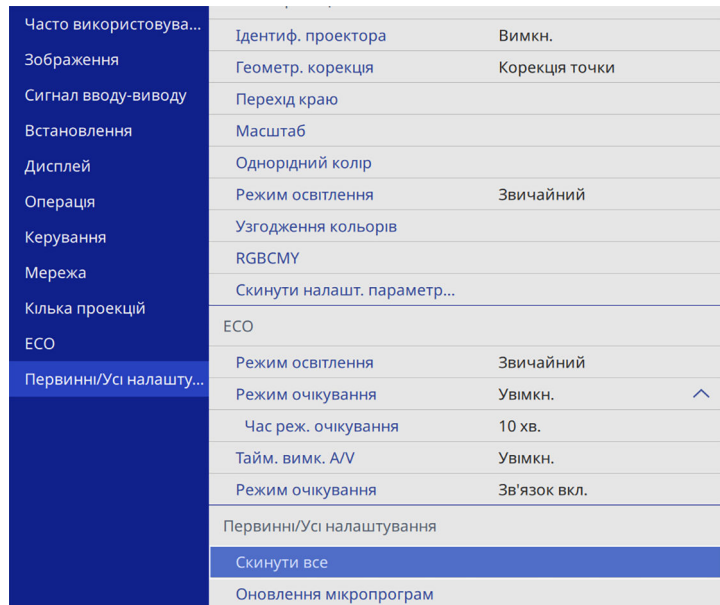 Часто використовува...
Зображення
Сигнал вводу-виводу
Встановлення
Дисплей
Операція
Керування
Мережа
Кілька проекцій
ECO
Первинні/Усі налашту...
Ідентиф. проектора Вимкн.
Геометр. корекція Корекція точки
Перехід краю
Масштаб
Однорідний колір
Режим освітлення Звичайний
Узгодження кольорів
RGBCMY
Скинути налашт. параметр...
ECO
Режим освітлення Звичайний
Режим очікування Увімкн.
Час реж. очікування 10 хв.
Тайм. вимк. A/V Увімкн.
Режим очікування Зв'язок вкл.
Первинні/Усі налаштування
Скинути все
Оновлення мікропрограм